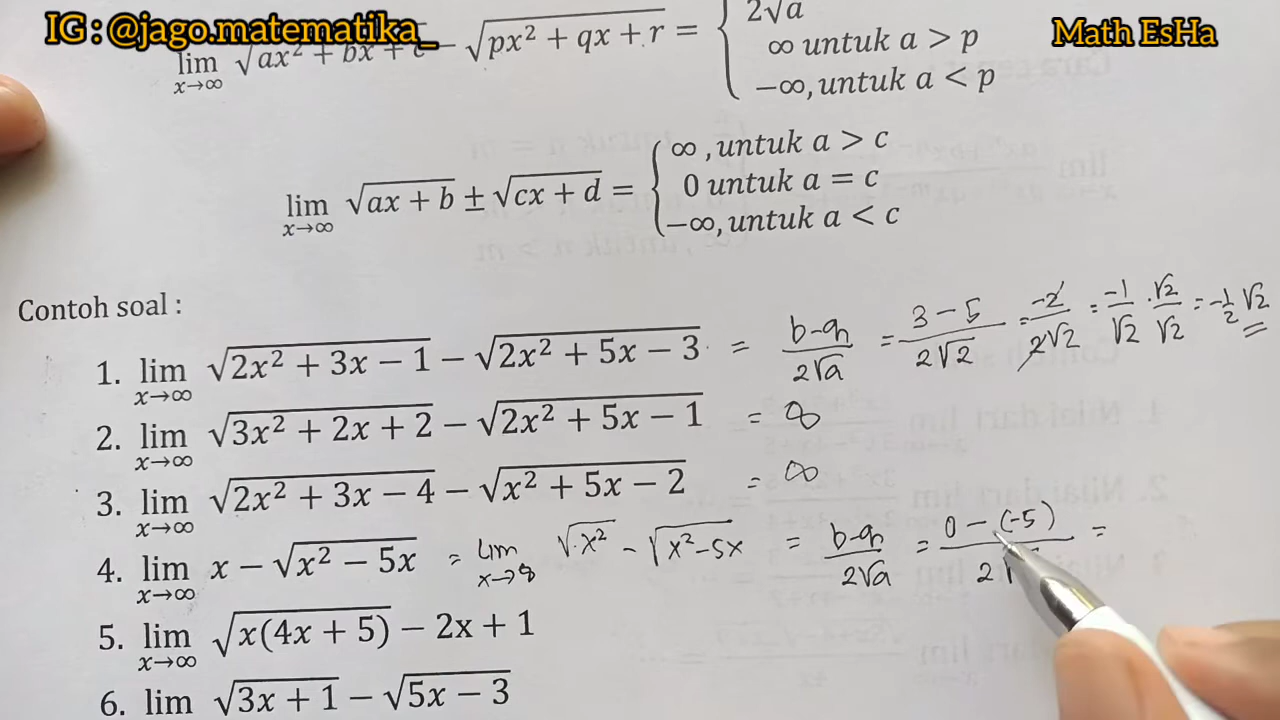 IG : @jago.matematika_
Math EsHa
lim x→∞ √ax² + bx + c − √px² + qx + r = { 2√a
∞ untuk a > p
−∞, untuk a < p
lim x→∞ √ax + b ± √cx + d = { ∞ , untuk a > c
0 untuk a = c
−∞, untuk a < c
Contoh soal :
1. lim x→∞ √2x² + 3x − 1 − √2x² + 5x − 3 = b−q/2√a = 3−5/2√2 = −2/2√2 = −1/√2 · √2/√2 = −1/2 √2
2. lim x→∞ √3x² + 2x + 2 − √2x² + 5x − 1 = ∞
3. lim x→∞ √2x² + 3x − 4 − √x² + 5x − 2 = ∞
4. lim x→∞ x − √x² − 5x = lim x→∞ √x² − √x²−5x = b−q/2√a = 0−(−5)/2√ =
5. lim x→∞ √x(4x + 5) − 2x + 1
6. lim √3x + 1 − √5x − 3